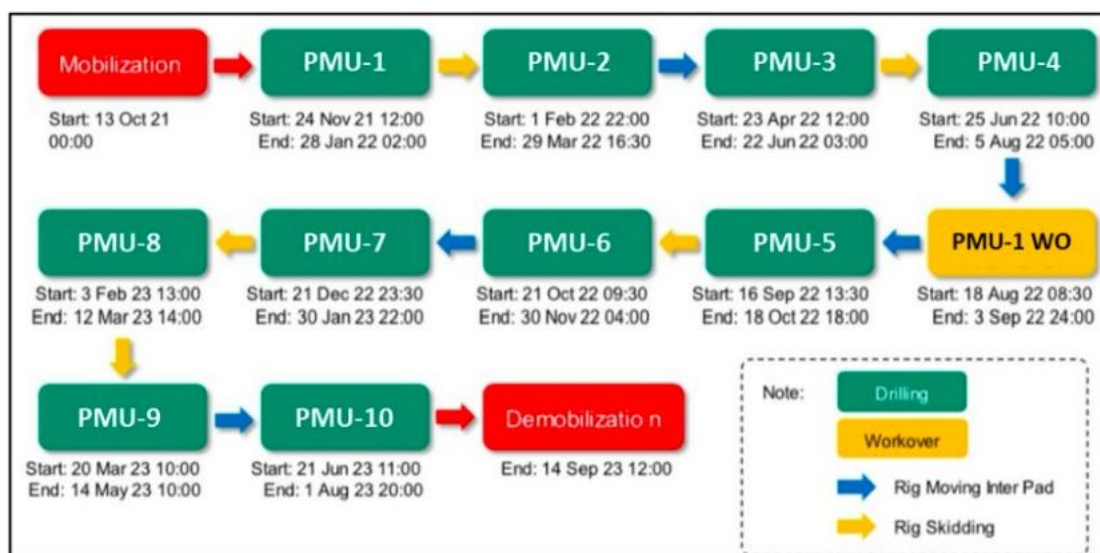 Mobilization
PMU-1
PMU-2
PMU-3
PMU-4
Start: 13 Oct 21
00:00
Start: 24 Nov 21 12:00
End: 28 Jan 22 02:00
Start: 1 Feb 22 22:00
End: 29 Mar 22 16:30
Start: 23 Apr 22 12:00
End: 22 Jun 22 03:00
Start: 25 Jun 22 10:00
End: 5 Aug 22 05:00
PMU-8
PMU-7
PMU-6
PMU-5
PMU-1 WO
Start: 3 Feb 23 13:00
End: 12 Mar 23 14:00
Start: 21 Dec 22 23:30
End: 30 Jan 23 22:00
Start: 21 Oct 22 09:30
End: 30 Nov 22 04:00
Start: 16 Sep 22 13:30
End: 18 Oct 22 18:00
Start: 18 Aug 22 08:30
End: 3 Sep 22 24:00
PMU-9
PMU-10
Demobilization
Start: 20 Mar 23 10:00
End: 14 May 23 10:00
Start: 21 Jun 23 11:00
End: 1 Aug 23 20:00
End: 14 Sep 23 12:00
Note:
Drilling
Workover
Rig Moving Inter Pad
Rig Skidding